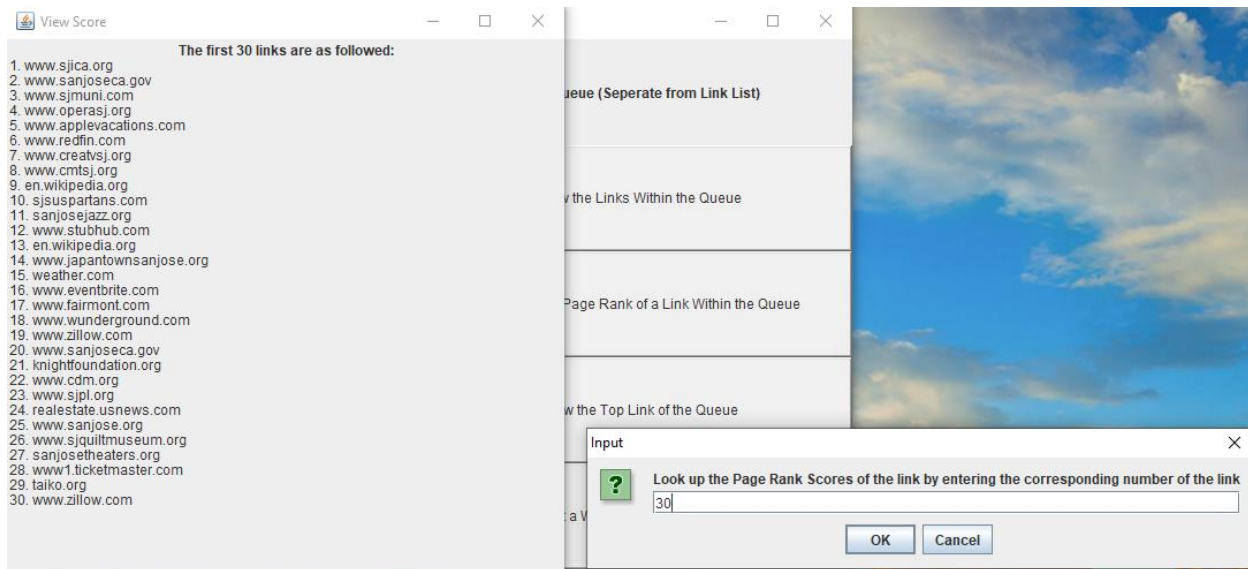 View Score
The first 30 links are as followed:
1. www.sjica.org
2. www.sanjoseca.gov
3. www.sjmuni.com
4. www.operasj.org
5. www.applevacations.com
6. www.redfin.com
7. www.creatvsj.org
8. www.cmtsj.org
9. en.wikipedia.org
10. sjsuspartans.com
11. sanjosejazz.org
12. www.stubhub.com
13. en.wikipedia.org
14. www.japantownsanjose.org
15. weather.com
16. www.eventbrite.com
17. www.fairmont.com
18. www.wunderground.com
19. www.zillow.com
20. www.sanjoseca.gov
21. knightfoundation.org
22. www.cdm.org
23. www.sjpl.org
24. realestate.usnews.com
25. www.sanjose.org
26. www.sjquiltmuseum.org
27. sanjosetheaters.org
28. www1.ticketmaster.com
29. taiko.org
30. www.zillow.com
ueue (Seperate from Link List)
w the Links Within the Queue
Page Rank of a Link Within the Queue
w the Top Link of the Queue
t a W
Input
Look up the Page Rank Scores of the link by entering the corresponding number of the link
30
OK Cancel